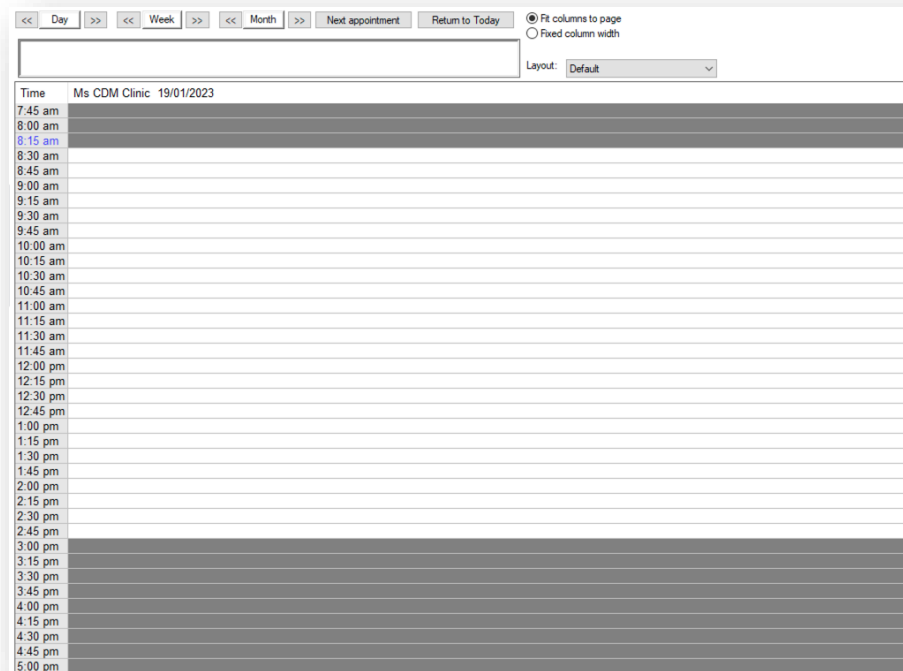 << Day >> << Week >> << Month >> Next appointment Return to Today Fit columns to page
Fixed column width
Layout: Default
Time Ms CDM Clinic 19/01/2023
7:45 am
8:00 am
8:15 am
8:30 am
8:45 am
9:00 am
9:15 am
9:30 am
9:45 am
10:00 am
10:15 am
10:30 am
10:45 am
11:00 am
11:15 am
11:30 am
11:45 am
12:00 pm
12:15 pm
12:30 pm
12:45 pm
1:00 pm
1:15 pm
1:30 pm
1:45 pm
2:00 pm
2:15 pm
2:30 pm
2:45 pm
3:00 pm
3:15 pm
3:30 pm
3:45 pm
4:00 pm
4:15 pm
4:30 pm
4:45 pm
5:00 pm